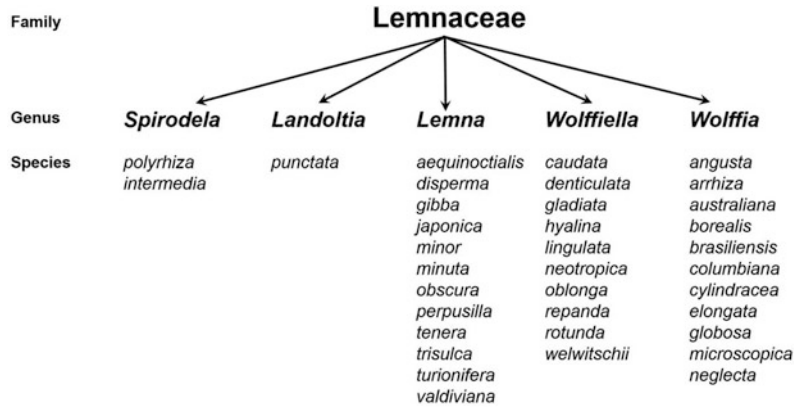 Family Lemnaceae
Genus Spirodela Landoltia Lemna Wolffiella Wolffia
Species polyrhiza punctata aequinoctialis caudata angusta
intermedia disperma denticulata arrhiza
gibba gladiata australiana
japonica hyalina borealis
minor lingulata brasiliensis
minuta neotropica columbiana
obscura oblonga cylindracea
perpusilla repanda elongata
tenera rotunda globosa
trisulca welwitschii microscopica
turionifera neglecta
valdiviana